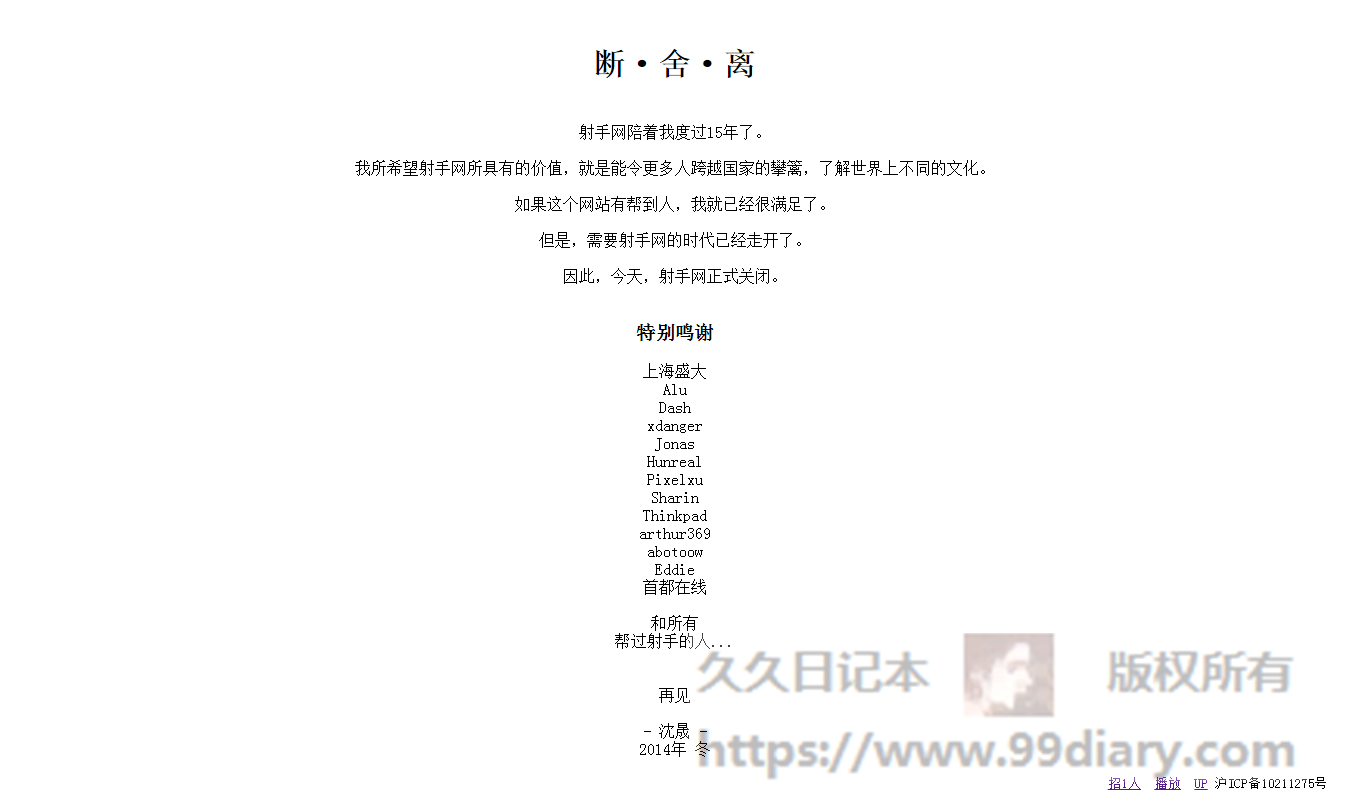 断·舍·离
射手网陪着我度过15年了。
我所希望射手网所具有的价值，就是能令更多人跨越国家的攀篱，了解世界上不同的文化。
如果这个网站有帮到人，我就已经很满足了。
但是，需要射手网的时代已经走开了。
因此，今天，射手网正式关闭。
特别鸣谢
上海盛大
Alu
Dash
xdanger
Jonas
Hunreal
Pixelxu
Sharin
Thinkpad
arthur369
abotoow
Eddie
首都在线
和所有
帮过射手的人...
久久日记本 版权所有
再见
- 沈晟 -
2014年 冬
https://www.99diary.com
招1人 播放 UP 沪ICP备10211275号